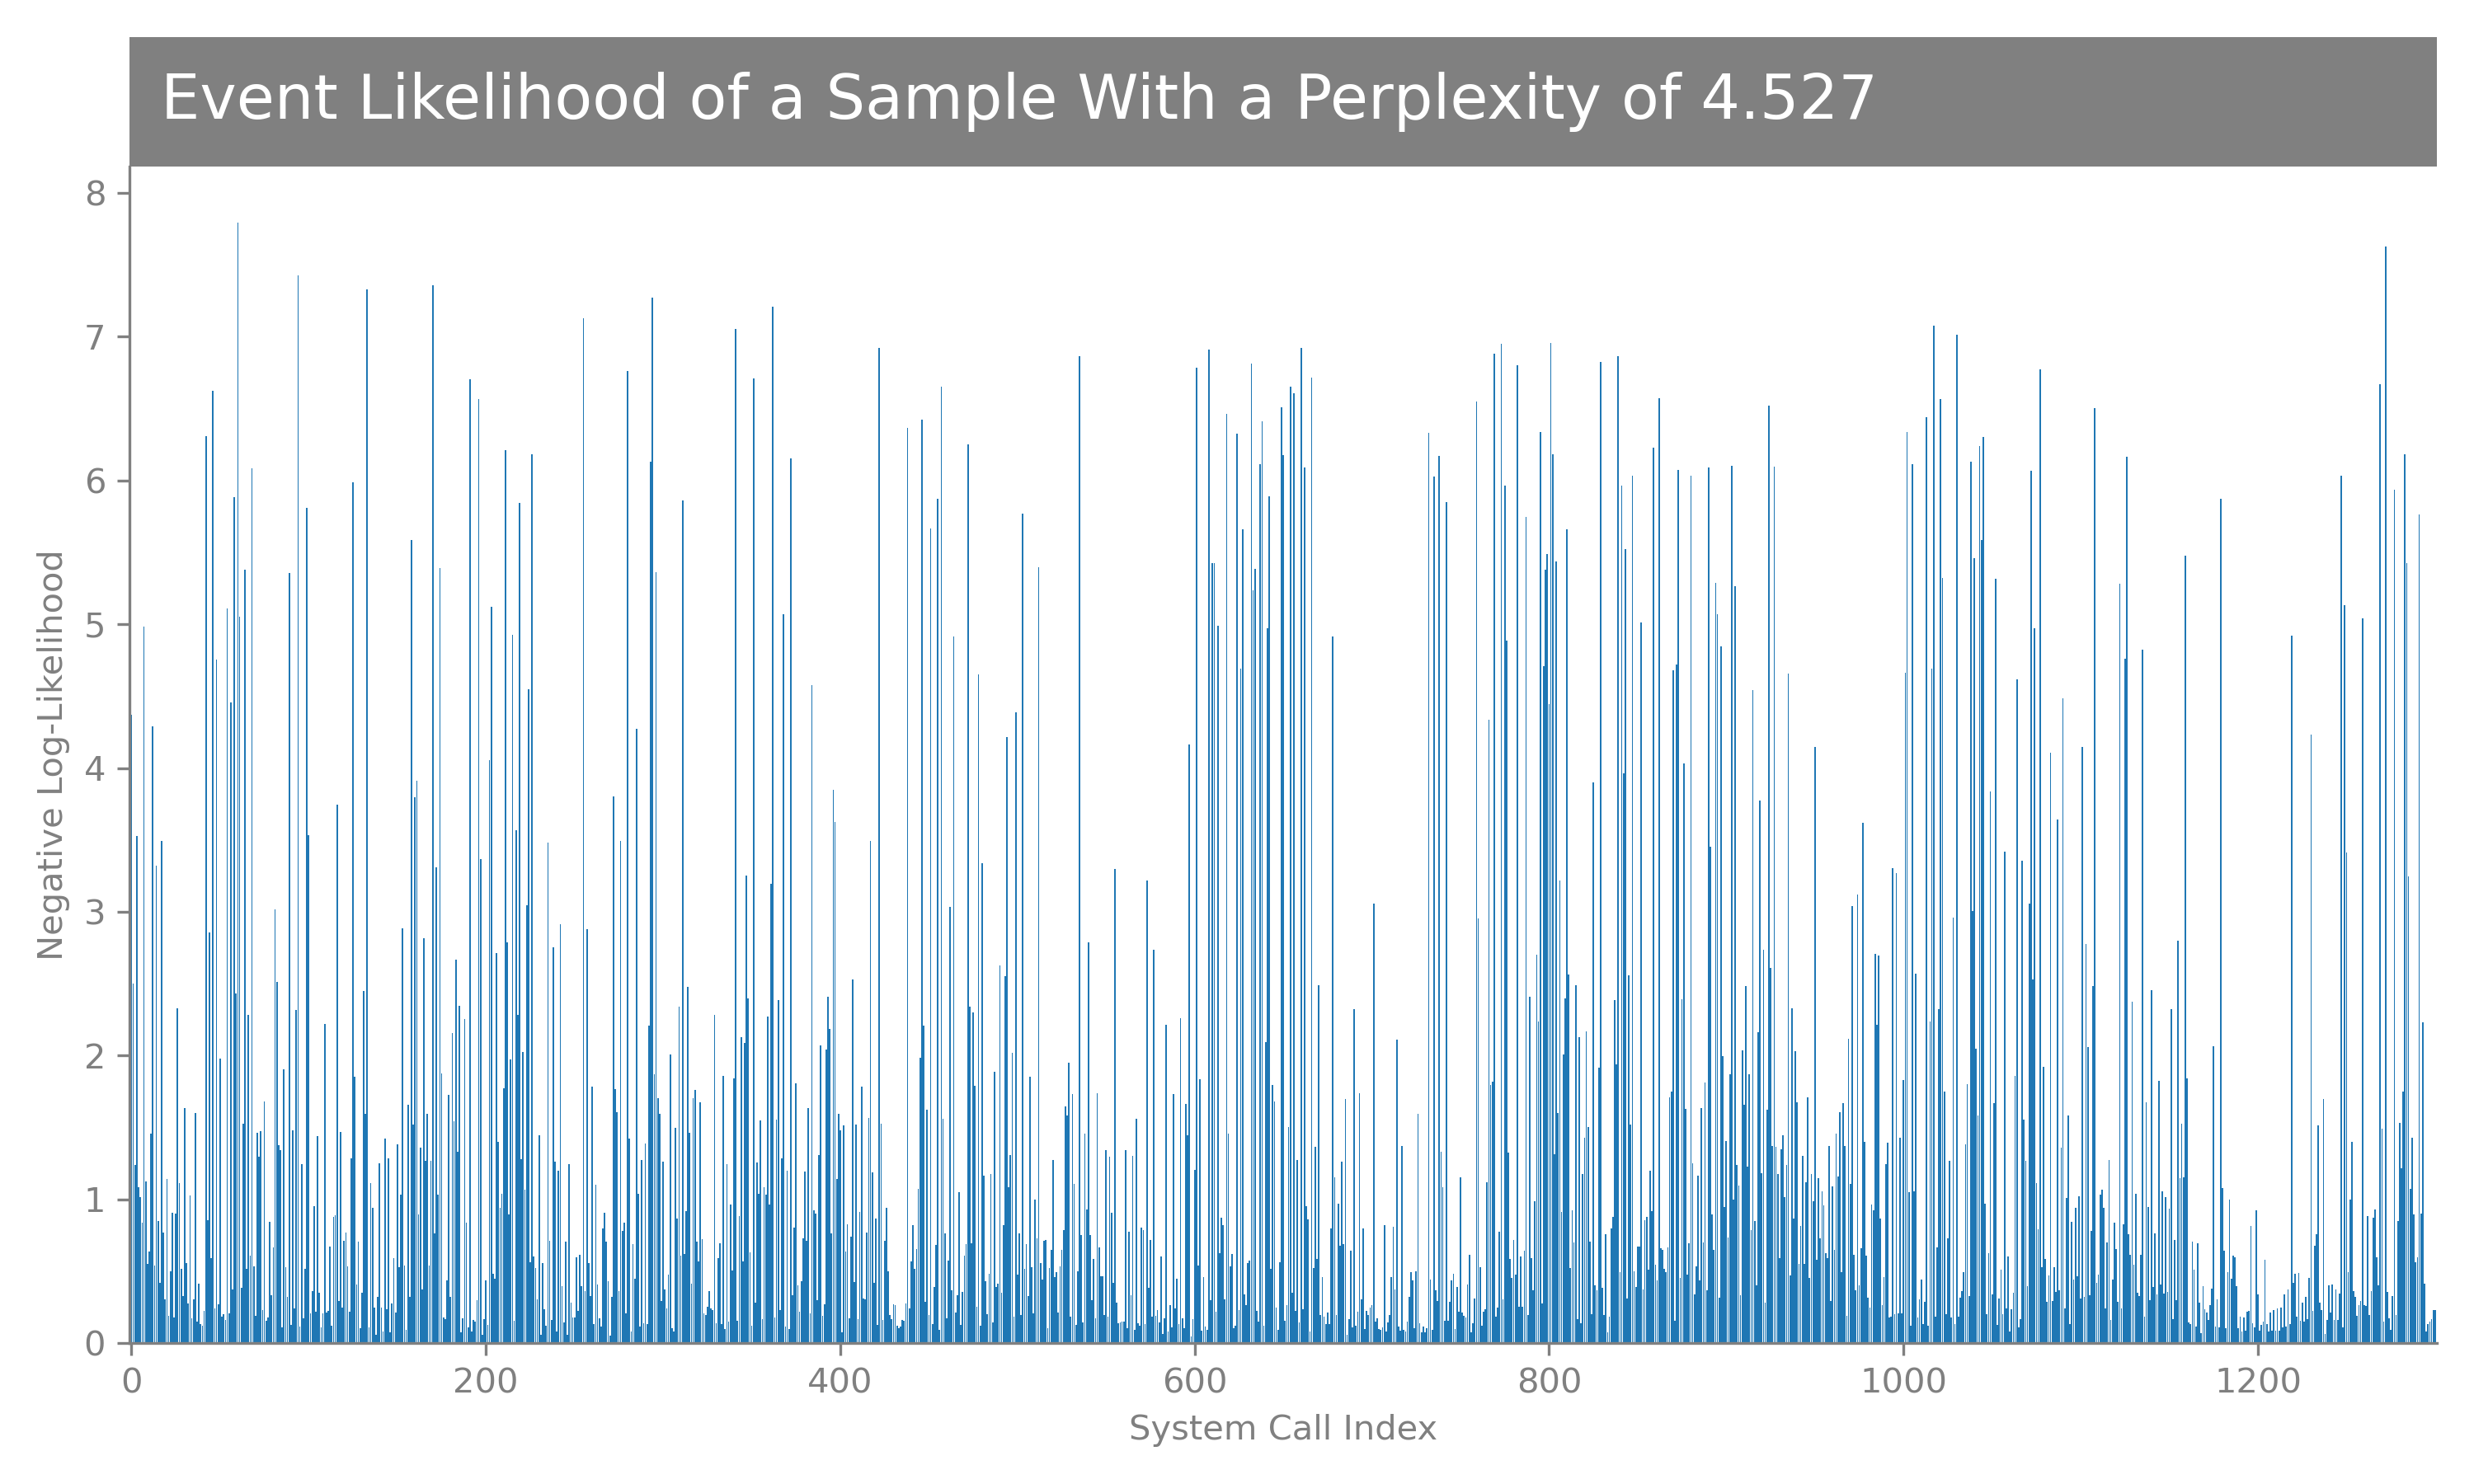 Event Likelihood of a Sample With a Perplexity of 4.527
8
7
6
5
4
3
2
1
0
Negative Log-Likelihood
0 200 400 600 800 1000 1200
System Call Index